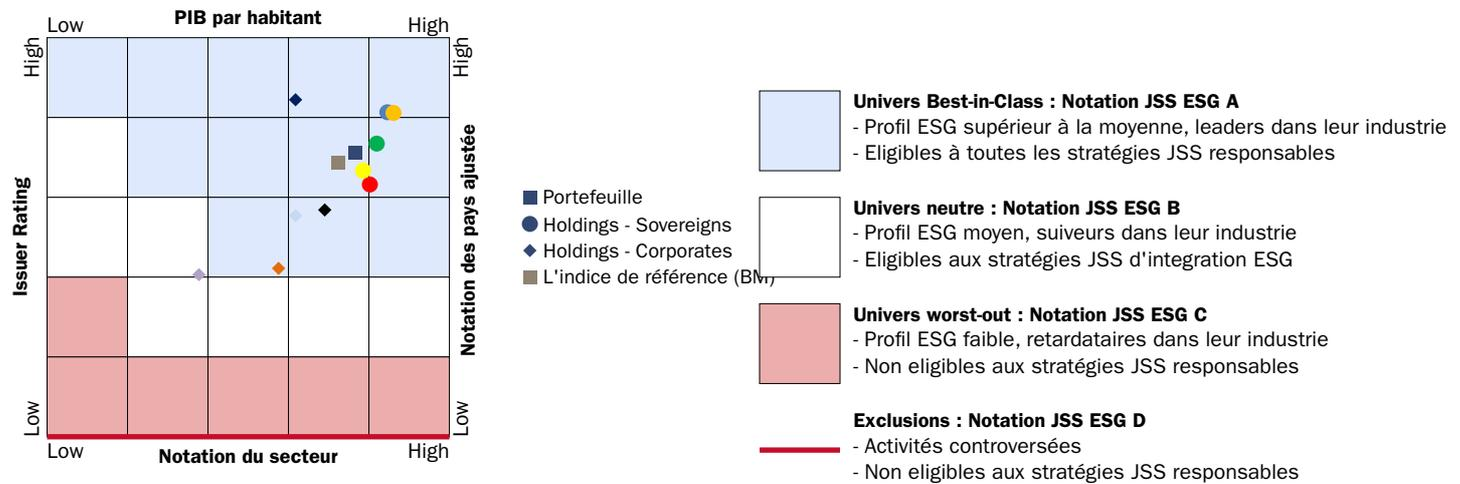 PIB par habitant
Low
High
High
High
Issuer Rating
Notation des pays ajustée
Low
Low
Low
High
Notation du secteur
Portefeuille
Holdings - Sovereigns
Holdings - Corporates
L'indice de référence (BM)
Univers Best-in-Class : Notation JSS ESG A
- Profil ESG supérieur à la moyenne, leaders dans leur industrie
- Eligibles à toutes les stratégies JSS responsables
Univers neutre : Notation JSS ESG B
- Profil ESG moyen, suiveurs dans leur industrie
- Eligibles aux stratégies JSS d'integration ESG
Univers worst-out : Notation JSS ESG C
- Profil ESG faible, retardataires dans leur industrie
- Non eligibles aux stratégies JSS responsables
Exclusions : Notation JSS ESG D
- Activités controversées
- Non eligibles aux stratégies JSS responsables